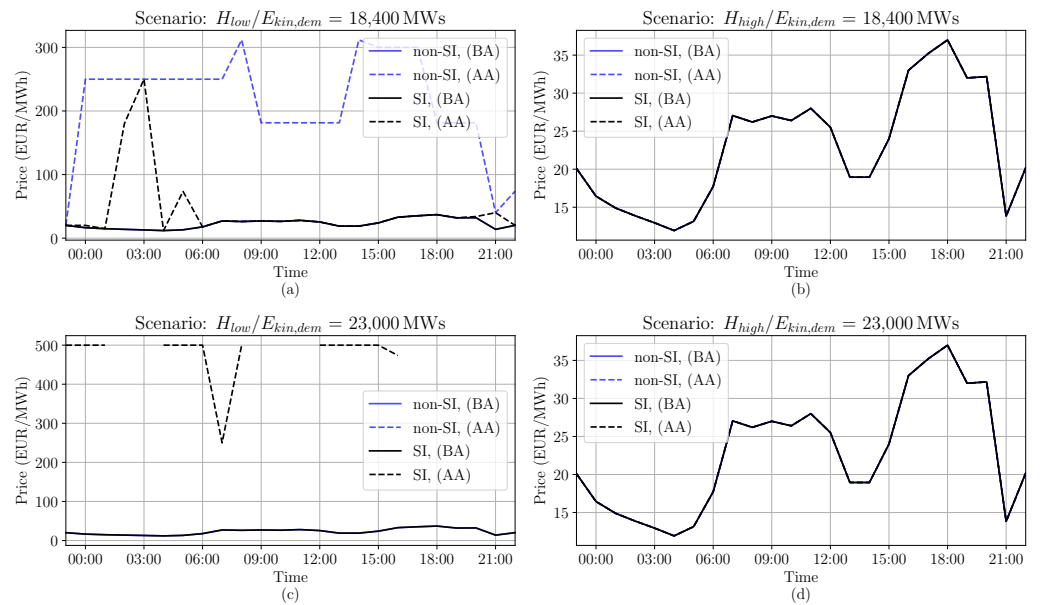 Scenario: H_low/E_kin,dem = 18,400 MWs
300
200
100
0
Price (EUR/MWh)
non-SI, (BA)
non-SI, (AA)
SI, (BA)
SI, (AA)
00:00 03:00 06:00 09:00 12:00 15:00 18:00 21:00
Time
(a)
Scenario: H_high/E_kin,dem = 18,400 MWs
35
30
25
20
15
Price (EUR/MWh)
non-SI, (BA)
non-SI, (AA)
SI, (BA)
SI, (AA)
00:00 03:00 06:00 09:00 12:00 15:00 18:00 21:00
Time
(b)
Scenario: H_low/E_kin,dem = 23,000 MWs
500
400
300
200
100
0
Price (EUR/MWh)
non-SI, (BA)
non-SI, (AA)
SI, (BA)
SI, (AA)
00:00 03:00 06:00 09:00 12:00 15:00 18:00 21:00
Time
(c)
Scenario: H_high/E_kin,dem = 23,000 MWs
35
30
25
20
15
Price (EUR/MWh)
non-SI, (BA)
non-SI, (AA)
SI, (BA)
SI, (AA)
00:00 03:00 06:00 09:00 12:00 15:00 18:00 21:00
Time
(d)